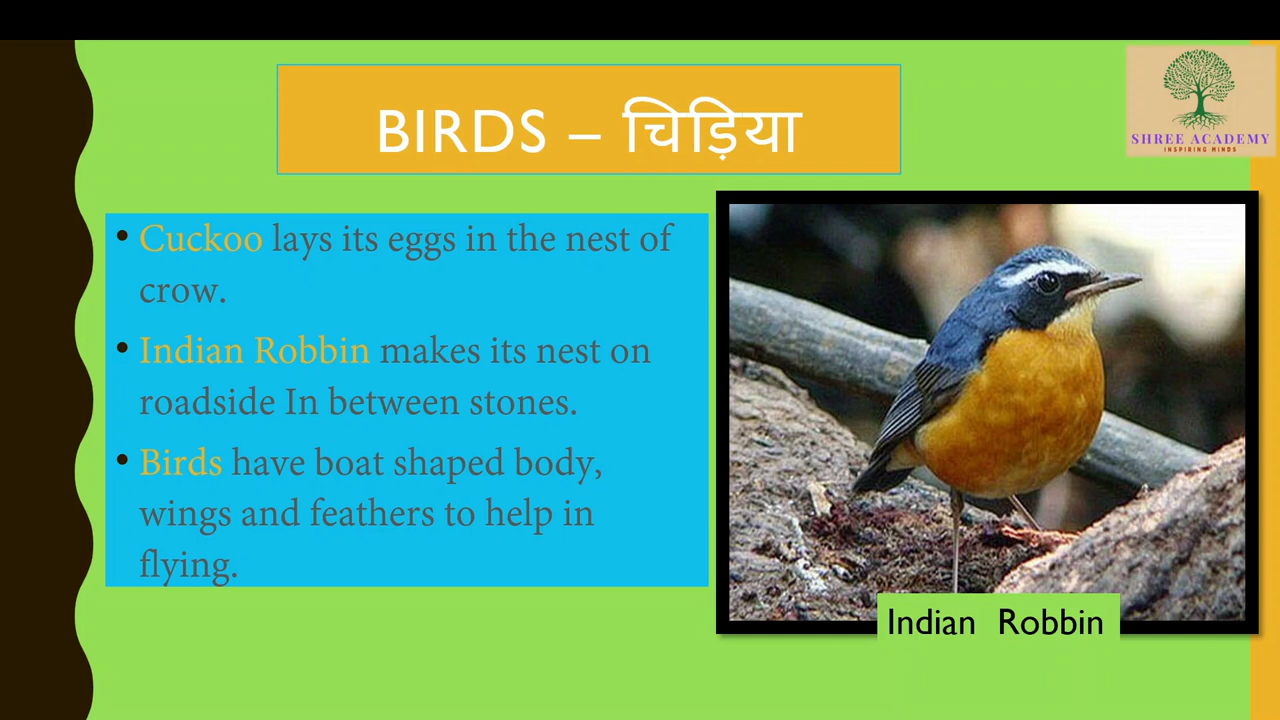 BIRDS – चिड़िया
SHREE ACADEMY
INSPIRING MINDS
• Cuckoo lays its eggs in the nest of
crow.
• Indian Robbin makes its nest on
roadside In between stones.
• Birds have boat shaped body,
wings and feathers to help in
flying.
Indian Robbin